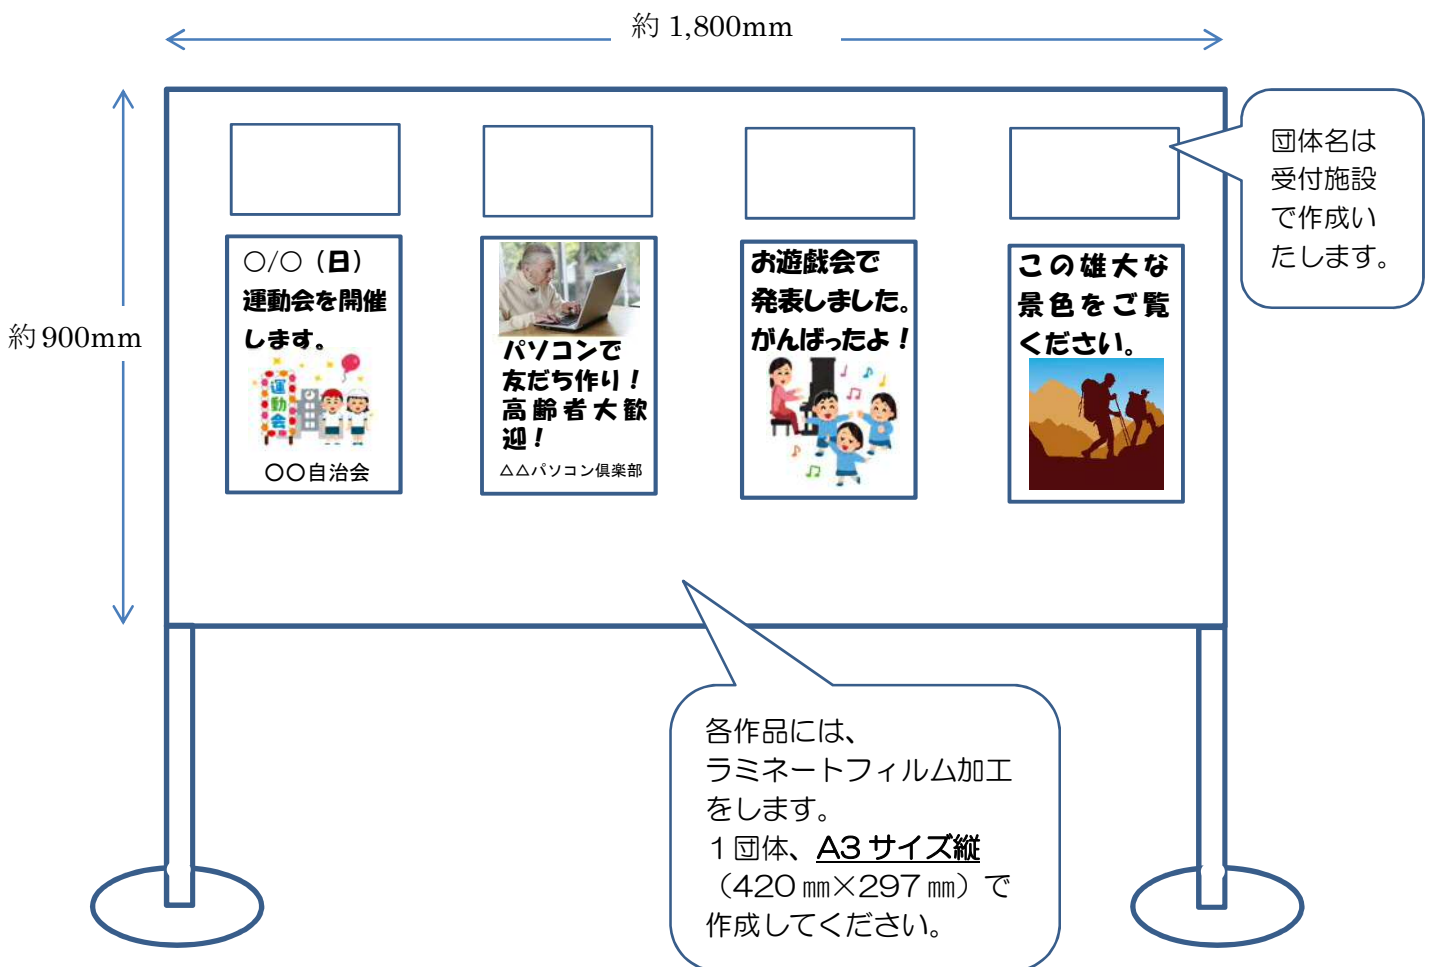 約 1,800mm
団体名は
受付施設
で作成い
たします。
約 900mm
○/○（日）
運動会を開催
します。
運動会
〇〇自治会
パソコンで
友だち作り！
高齢者大歓
迎！
△△パソコン倶楽部
お遊戯会で
発表しました。
がんばったよ！
この雄大な
景色をご覧
ください。
各作品には、
ラミネートフィルム加工
をします。
１団体、A3 サイズ縦
（420 ㎜×297 ㎜）で
作成してください。